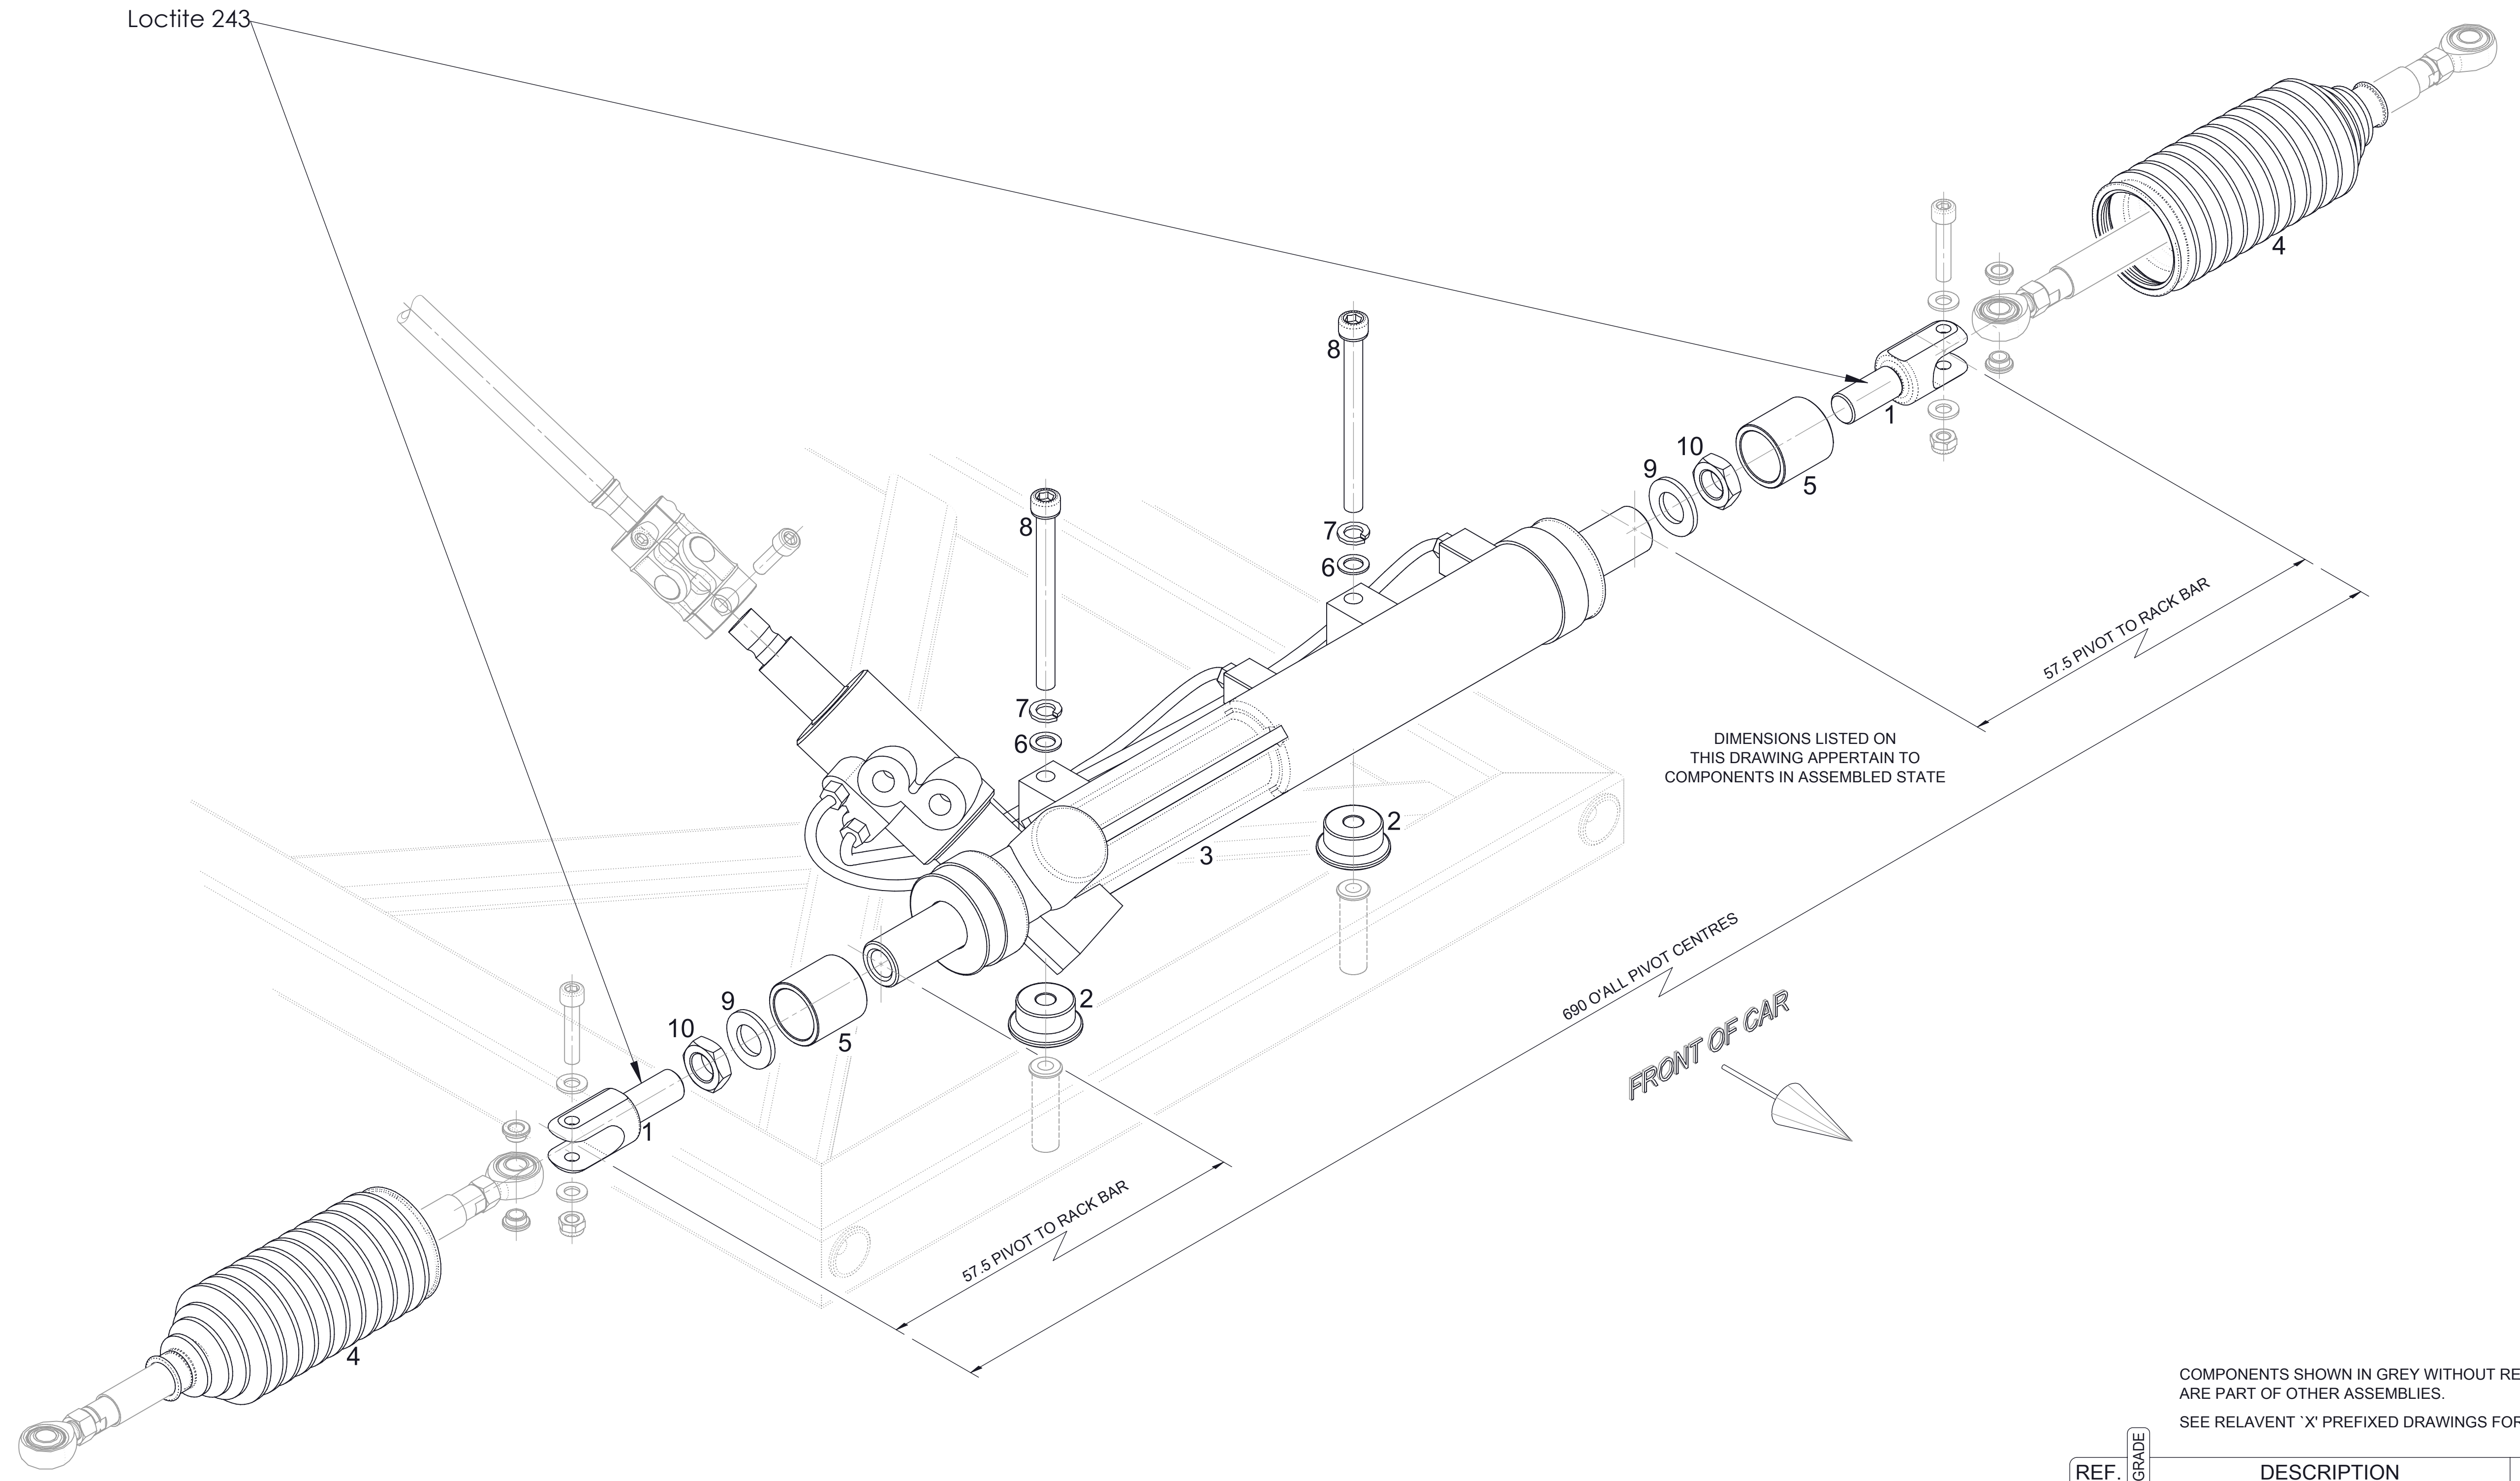 Loctite 243
4
8
1
10
9
5
8
7
6
7
6
57.5 PIVOT TO RACK BAR
DIMENSIONS LISTED ON
THIS DRAWING APPERTAIN TO
COMPONENTS IN ASSEMBLED STATE
2
3
690 O'ALL PIVOT CENTRES
2
9
10
5
FRONT OF CAR
1
57.5 PIVOT TO RACK BAR
4
COMPONENTS SHOWN IN GREY WITHOUT RE
ARE PART OF OTHER ASSEMBLIES.
SEE RELAVENT `X' PREFIXED DRAWINGS FOR
GRADE
REF.
DESCRIPTION